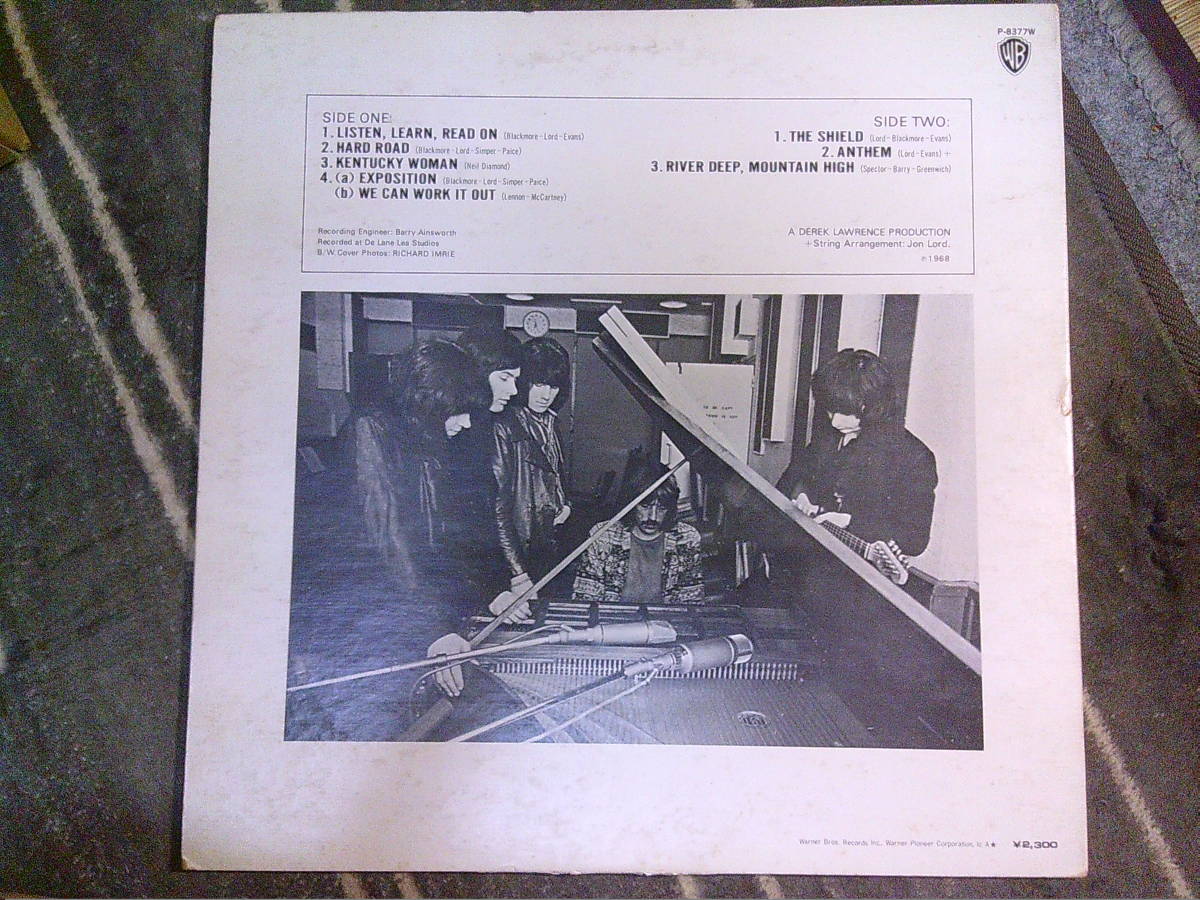 P-8377W
WB
SIDE ONE:
1. LISTEN, LEARN, READ ON (Blackmore-Lord-Evans)
2. HARD ROAD (Blackmore-Lord-Simper-Paice)
3. KENTUCKY WOMAN (Neil Diamond)
4. (a) EXPOSITION (Blackmore-Lord-Simper-Paice)
(b) WE CAN WORK IT OUT (Lennon-McCartney)
SIDE TWO:
1. THE SHIELD (Lord-Blackmore-Evans)
2. ANTHEM (Lord-Evans) +
3. RIVER DEEP, MOUNTAIN HIGH (Spector-Barry-Greenwich)
Recording Engineer: Barry Ainsworth
Recorded at De Lane Lea Studios
B/W Cover Photos: RICHARD IMRIE
A DEREK LAWRENCE PRODUCTION
+ String Arrangement: Jon Lord.
℗ 1968
Warner Bros. Records Inc., Warner Pioneer Corporation, ¥2,300